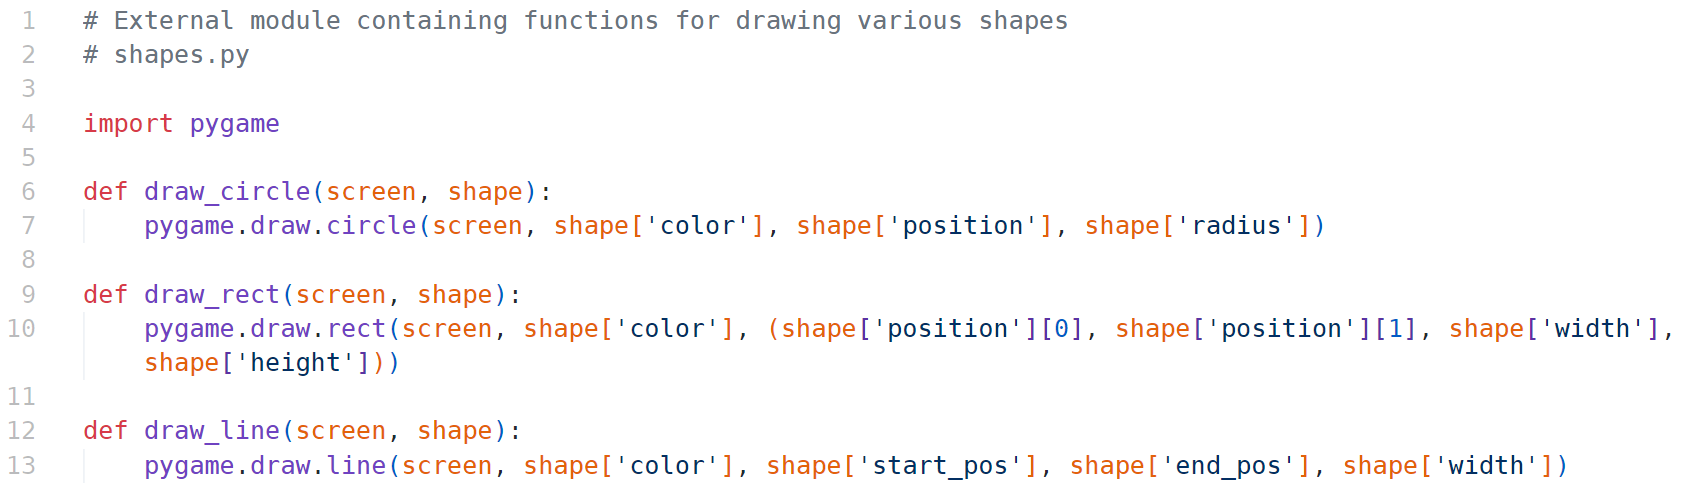 1 # External module containing functions for drawing various shapes
2 # shapes.py
3
4 import pygame
5
6 def draw_circle(screen, shape):
7     pygame.draw.circle(screen, shape['color'], shape['position'], shape['radius'])
8
9 def draw_rect(screen, shape):
10     pygame.draw.rect(screen, shape['color'], (shape['position'][0], shape['position'][1], shape['width'],
shape['height']))
11
12 def draw_line(screen, shape):
13     pygame.draw.line(screen, shape['color'], shape['start_pos'], shape['end_pos'], shape['width'])